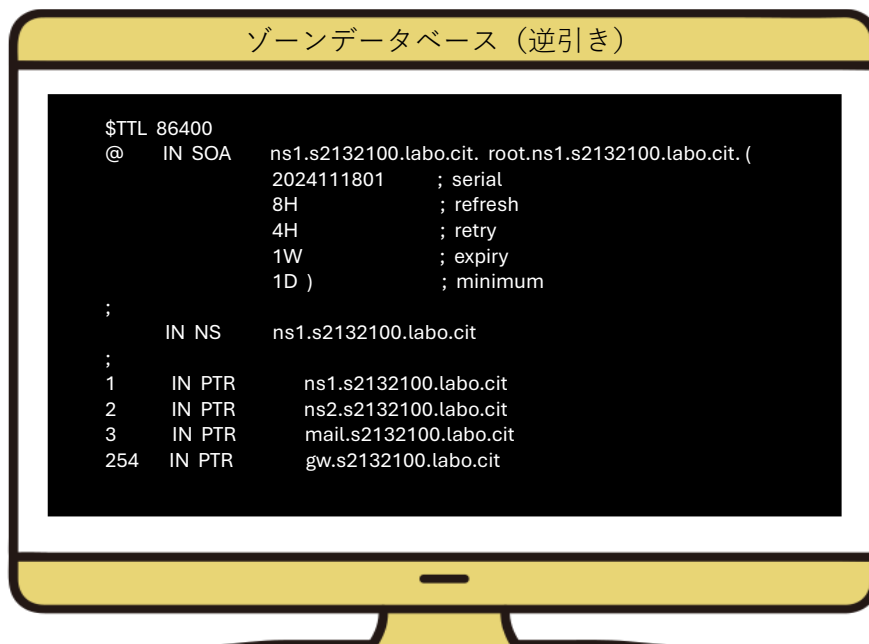 ゾーンデータベース（逆引き）
$TTL 86400
@ IN SOA ns1.s2132100.labo.cit. root.ns1.s2132100.labo.cit. (
2024111801 ; serial
8H ; refresh
4H ; retry
1W ; expiry
1D ) ; minimum
;
IN NS ns1.s2132100.labo.cit
;
1 IN PTR ns1.s2132100.labo.cit
2 IN PTR ns2.s2132100.labo.cit
3 IN PTR mail.s2132100.labo.cit
254 IN PTR gw.s2132100.labo.cit